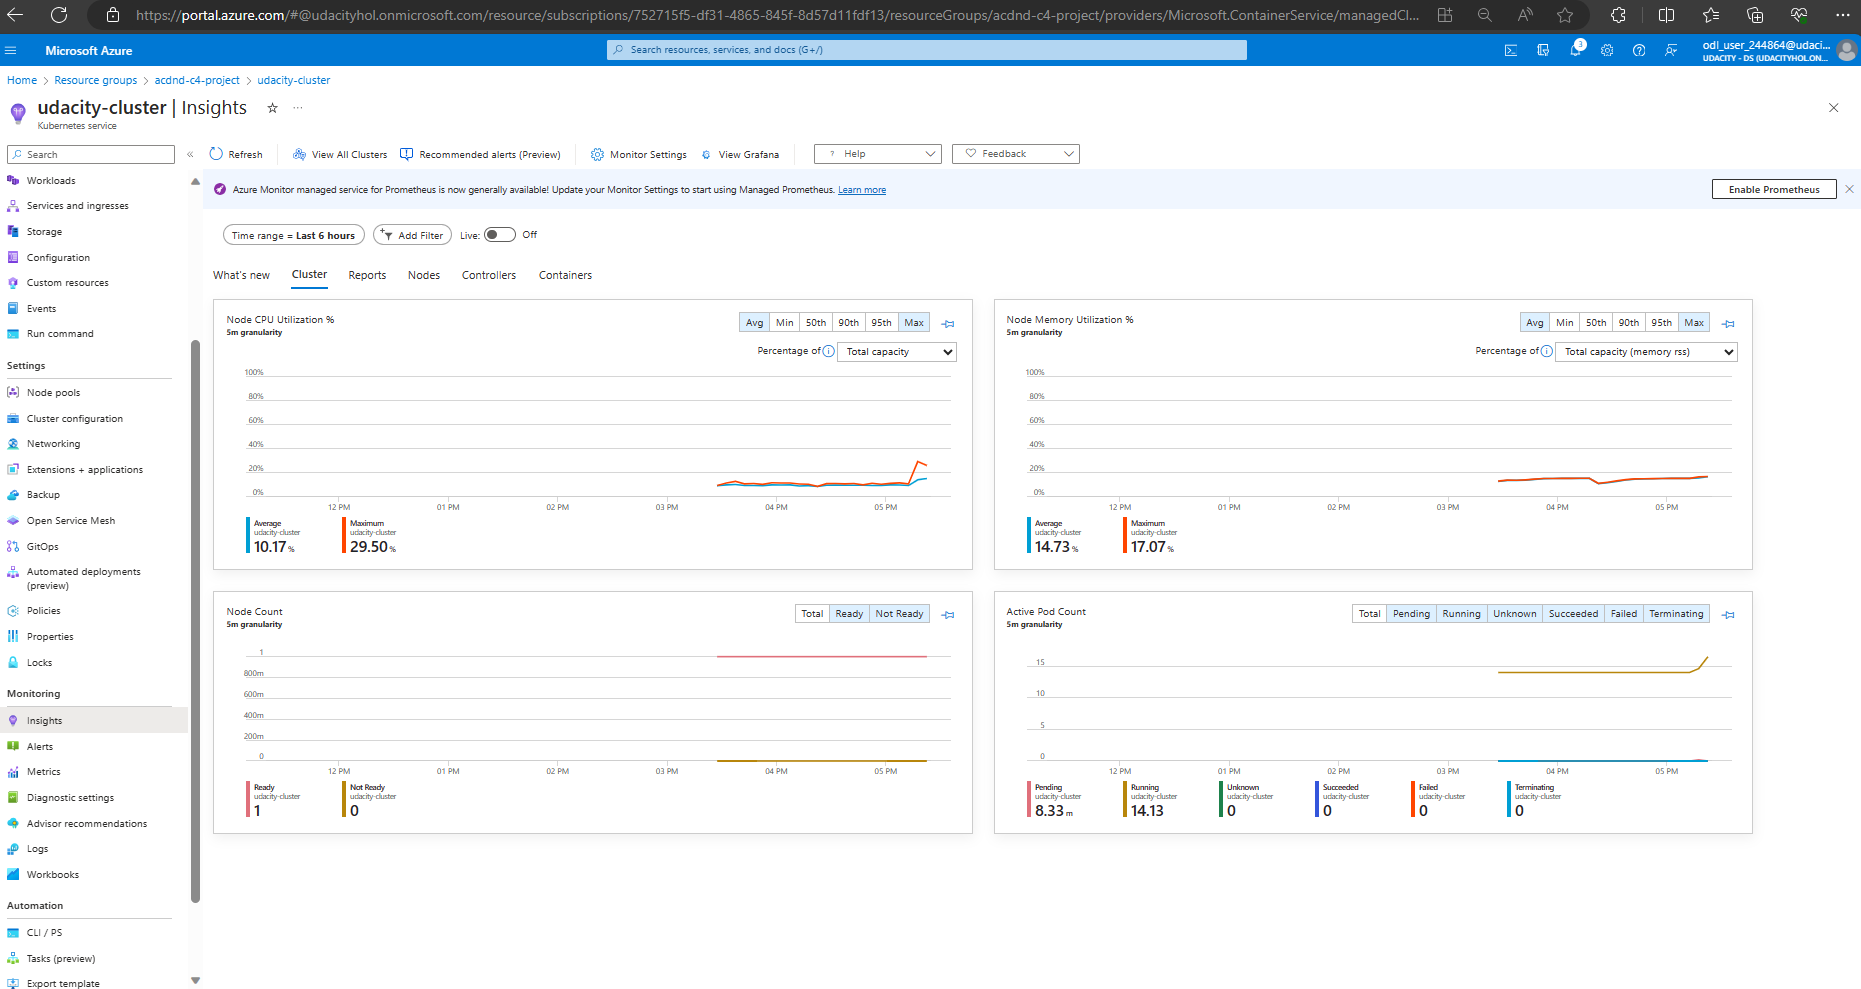 https://portal.azure.com/#@udacityhol.onmicrosoft.com/resource/subscriptions/752715f5-df31-4865-845f-8d57d11fdf13/resourceGroups/acdnd-c4-project/providers/Microsoft.ContainerService/managedCl...
Microsoft Azure
Search resources, services, and docs (G+/)
3
odl_user_244864@udaci...
UDACITY - DS (UDACITYHOL.ON...
Home > Resource groups > acdnd-c4-project > udacity-cluster
udacity-cluster | Insights
Kubernetes service
Search
Refresh
View All Clusters
Recommended alerts (Preview)
Monitor Settings
View Grafana
? Help
Feedback
Azure Monitor managed service for Prometheus is now generally available! Update your Monitor Settings to start using Managed Prometheus. Learn more
Enable Prometheus
Workloads
Services and ingresses
Storage
Configuration
Custom resources
Events
Run command
Settings
Node pools
Cluster configuration
Networking
Extensions + applications
Backup
Open Service Mesh
GitOps
Automated deployments
(preview)
Policies
Properties
Locks
Monitoring
Insights
Alerts
Metrics
Diagnostic settings
Advisor recommendations
Logs
Workbooks
Automation
CLI / PS
Tasks (preview)
Export template
Time range = Last 6 hours
Add Filter
Live: Off
What's new
Cluster
Reports
Nodes
Controllers
Containers
Node CPU Utilization %
5m granularity
Avg Min 50th 90th 95th Max
Percentage of Total capacity
100%
80%
60%
40%
20%
0%
12 PM 01 PM 02 PM 03 PM 04 PM 05 PM
Average
udacity-cluster
10.17 %
Maximum
udacity-cluster
29.50 %
Node Memory Utilization %
5m granularity
Avg Min 50th 90th 95th Max
Percentage of Total capacity (memory rss)
100%
80%
60%
40%
20%
0%
12 PM 01 PM 02 PM 03 PM 04 PM 05 PM
Average
udacity-cluster
14.73 %
Maximum
udacity-cluster
17.07 %
Node Count
5m granularity
Total Ready Not Ready
1
800m
600m
400m
200m
0
12 PM 01 PM 02 PM 03 PM 04 PM 05 PM
Ready
udacity-cluster
1
Not Ready
udacity-cluster
0
Active Pod Count
5m granularity
Total Pending Running Unknown Succeeded Failed Terminating
15
10
5
0
12 PM 01 PM 02 PM 03 PM 04 PM 05 PM
Pending
udacity-cluster
8.33 m
Running
udacity-cluster
14.13
Unknown
udacity-cluster
0
Succeeded
udacity-cluster
0
Failed
udacity-cluster
0
Terminating
udacity-cluster
0